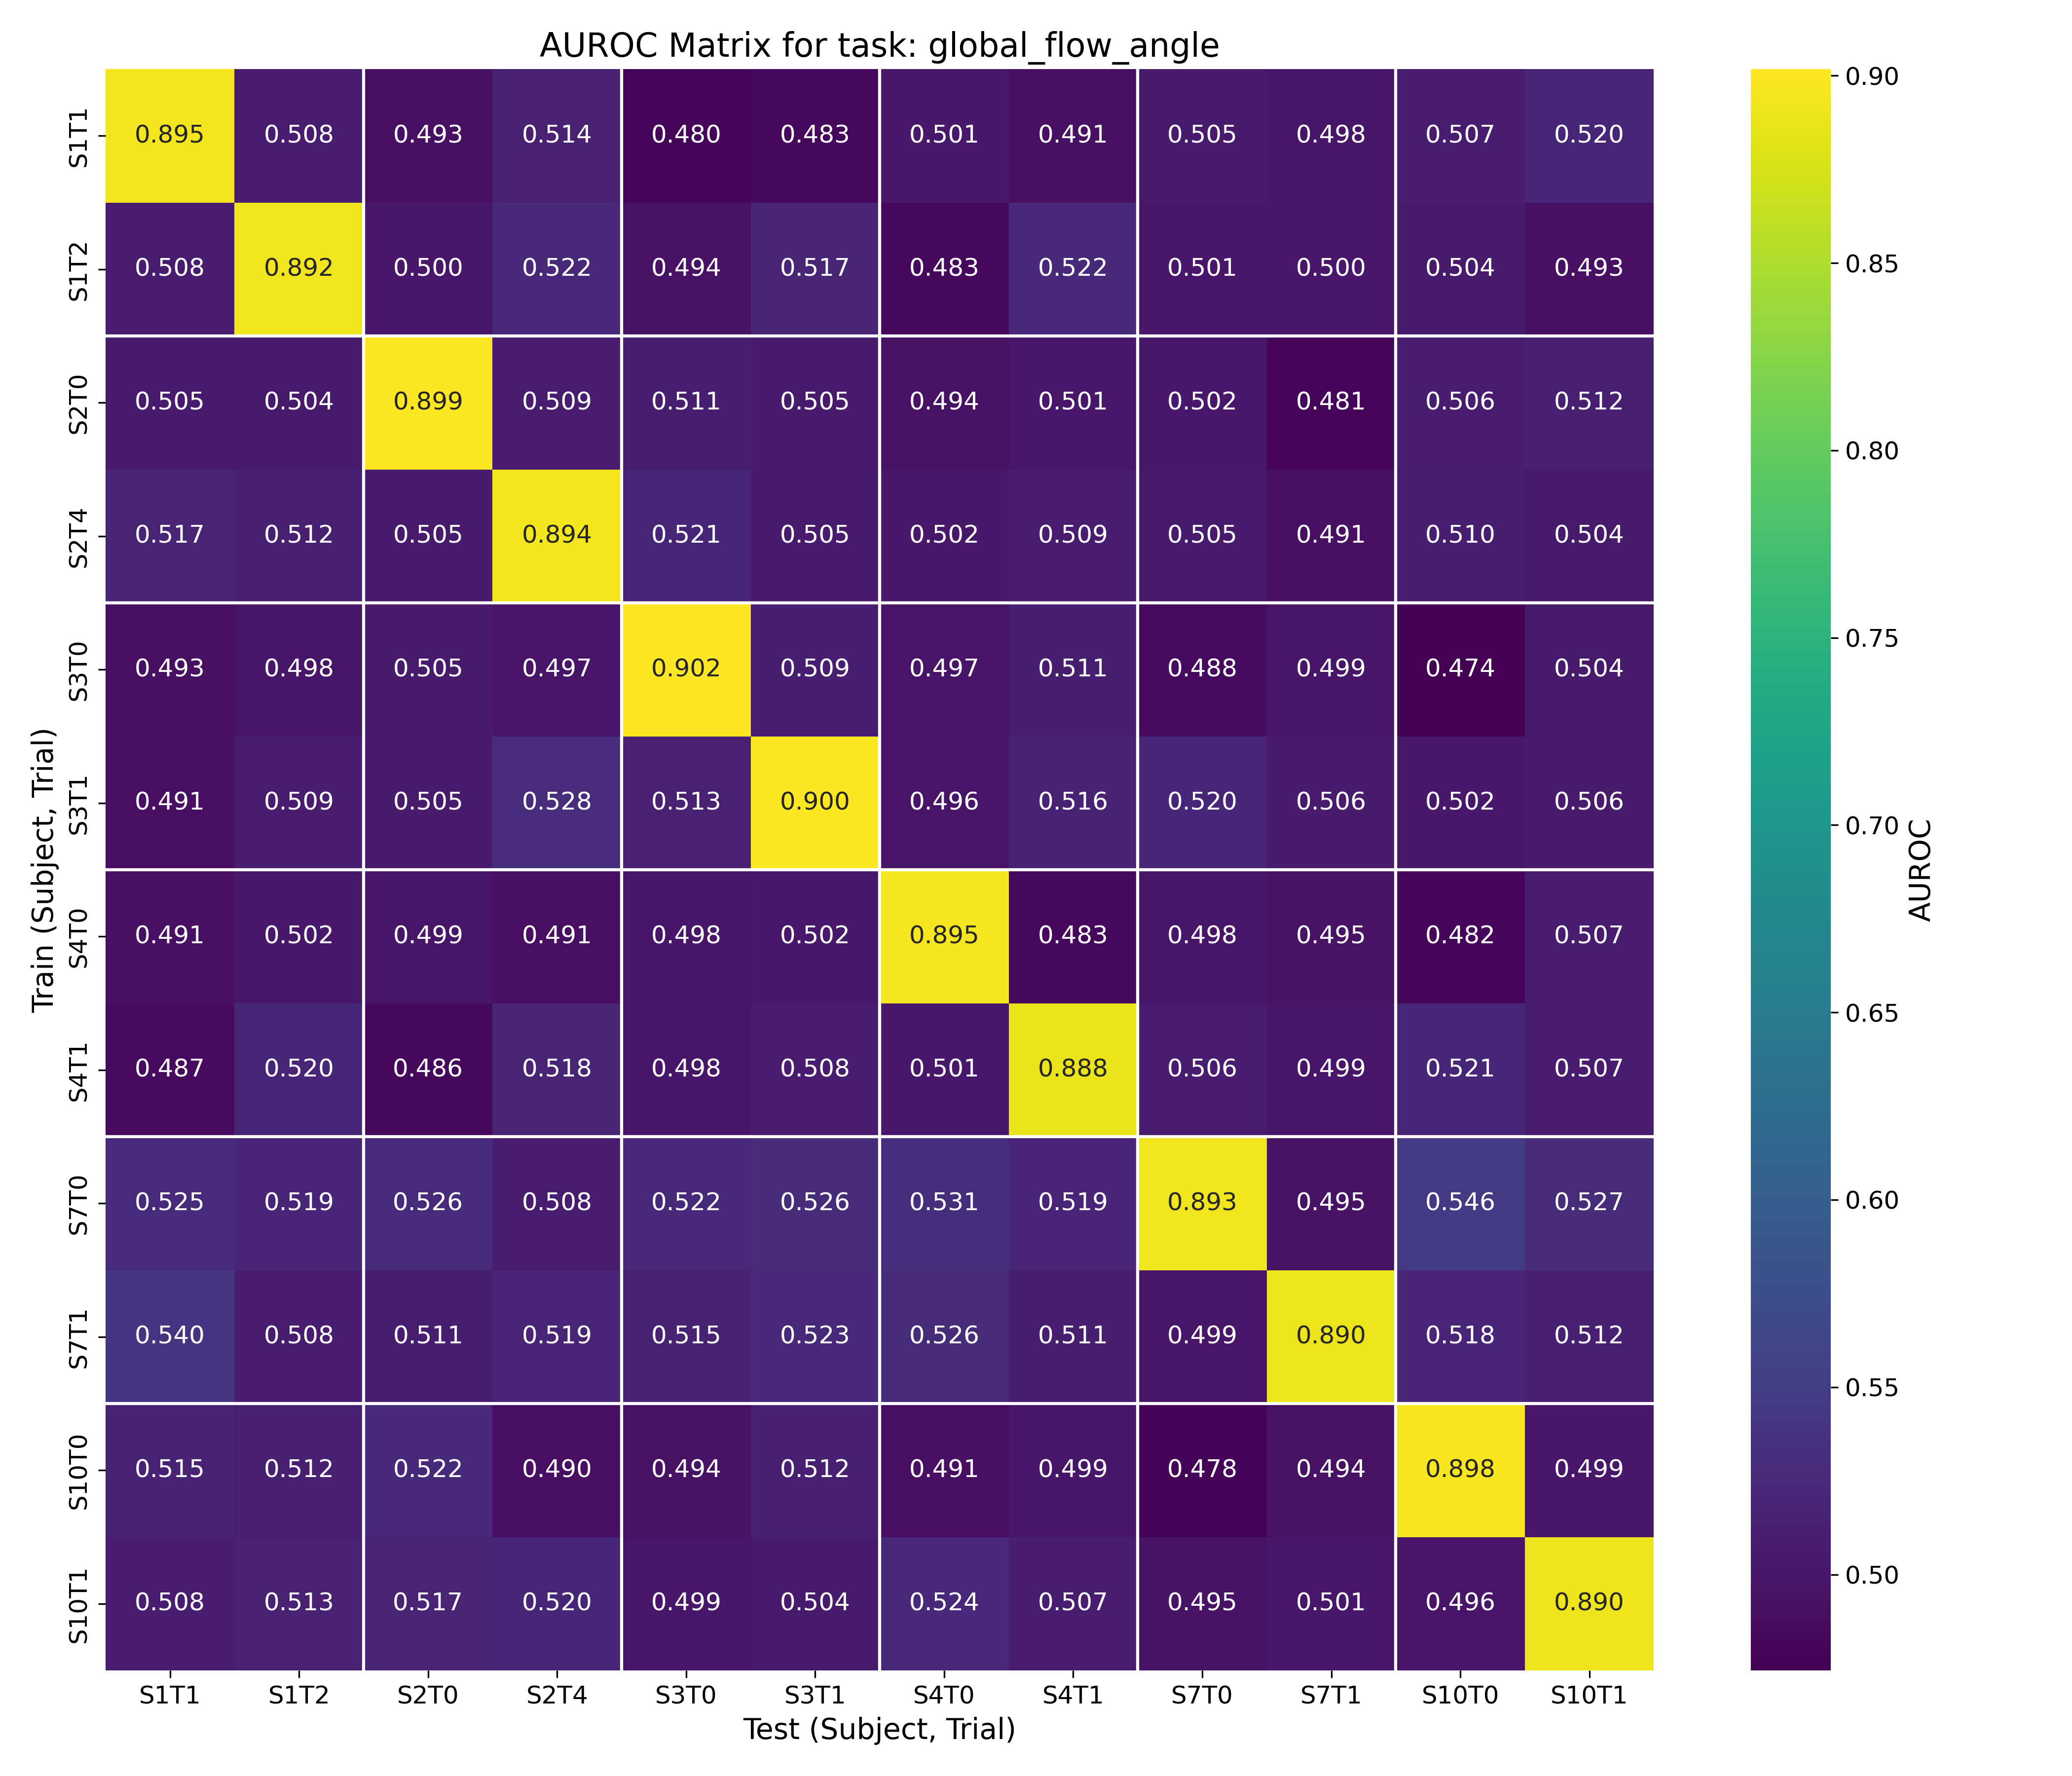 AUROC Matrix for task: global_flow_angle
S1T1 0.895 0.508 0.493 0.514 0.480 0.483 0.501 0.491 0.505 0.498 0.507 0.520
S1T2 0.508 0.892 0.500 0.522 0.494 0.517 0.483 0.522 0.501 0.500 0.504 0.493
S2T0 0.505 0.504 0.899 0.509 0.511 0.505 0.494 0.501 0.502 0.481 0.506 0.512
S2T4 0.517 0.512 0.505 0.894 0.521 0.505 0.502 0.509 0.505 0.491 0.510 0.504
S3T0 0.493 0.498 0.505 0.497 0.902 0.509 0.497 0.511 0.488 0.499 0.474 0.504
S3T1 0.491 0.509 0.505 0.528 0.513 0.900 0.496 0.516 0.520 0.506 0.502 0.506
S4T0 0.491 0.502 0.499 0.491 0.498 0.502 0.895 0.483 0.498 0.495 0.482 0.507
S4T1 0.487 0.520 0.486 0.518 0.498 0.508 0.501 0.888 0.506 0.499 0.521 0.507
S7T0 0.525 0.519 0.526 0.508 0.522 0.526 0.531 0.519 0.893 0.495 0.546 0.527
S7T1 0.540 0.508 0.511 0.519 0.515 0.523 0.526 0.511 0.499 0.890 0.518 0.512
S10T0 0.515 0.512 0.522 0.490 0.494 0.512 0.491 0.499 0.478 0.494 0.898 0.499
S10T1 0.508 0.513 0.517 0.520 0.499 0.504 0.524 0.507 0.495 0.501 0.496 0.890
S1T1 S1T2 S2T0 S2T4 S3T0 S3T1 S4T0 S4T1 S7T0 S7T1 S10T0 S10T1
Test (Subject, Trial)
Train (Subject, Trial)
0.90
0.85
0.80
0.75
0.70
0.65
0.60
0.55
0.50
AUROC